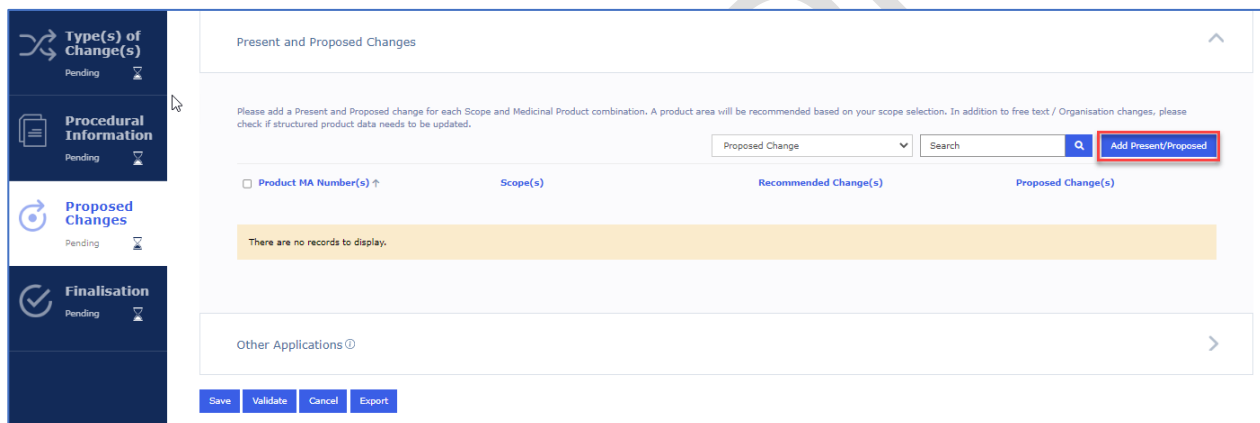 Type(s) of
Change(s)
Pending
Procedural
Information
Pending
Proposed
Changes
Pending
Finalisation
Pending
Present and Proposed Changes
Please add a Present and Proposed change for each Scope and Medicinal Product combination. A product area will be recommended based on your scope selection. In addition to free text / Organisation changes, please
check if structured product data needs to be updated.
Proposed Change Search Add Present/Proposed
Product MA Number(s) ↑ Scope(s) Recommended Change(s) Proposed Change(s)
There are no records to display.
Other Applications
Save Validate Cancel Export